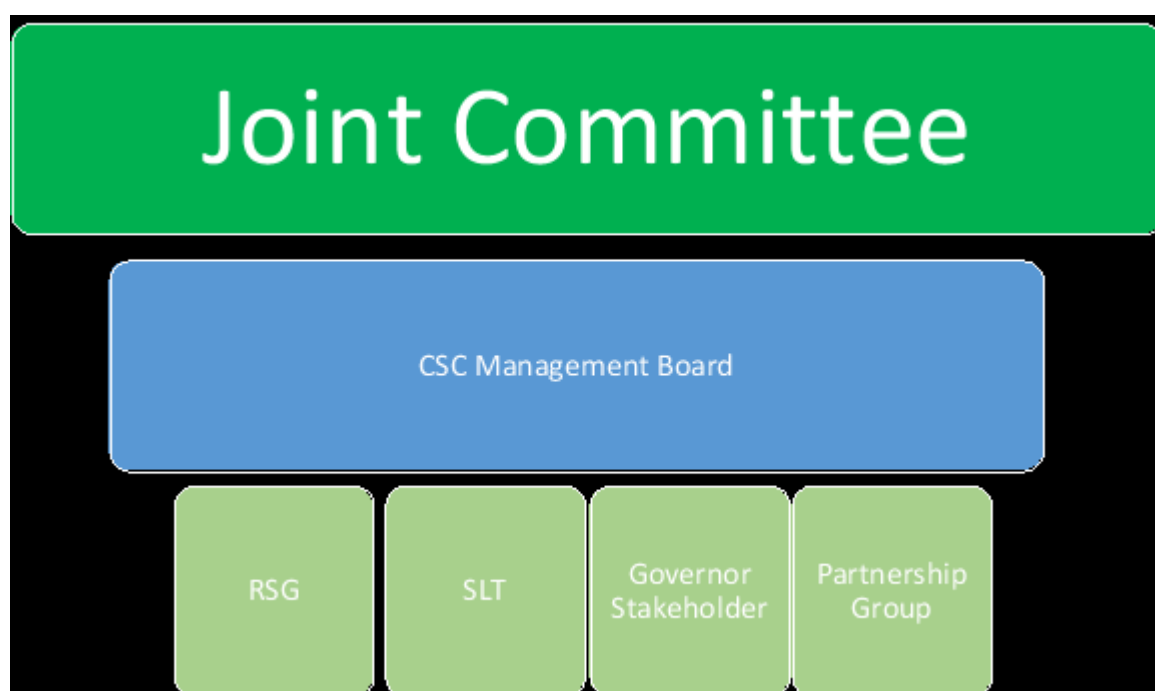 Joint Committee
CSC Management Board
RSG
SLT
Governor
Stakeholder
Partnership
Group